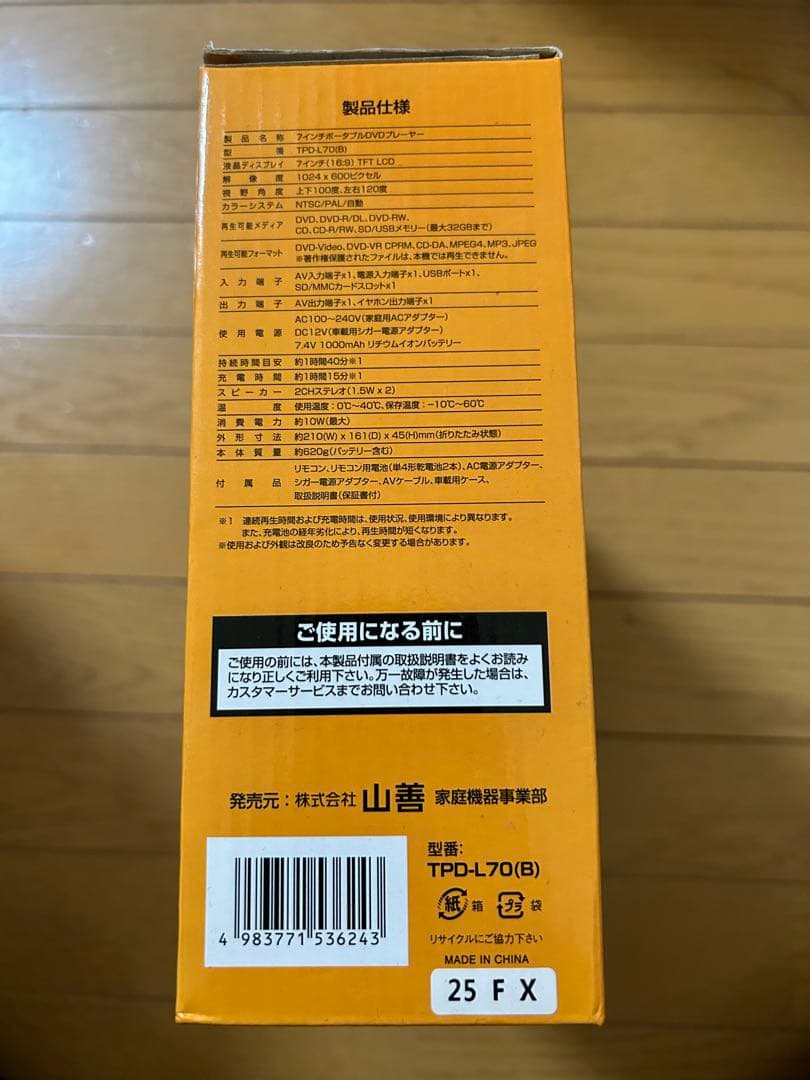 製品仕様
製品名称 7インチポータブルDVDプレーヤー
型番 TPD-L70(B)
液晶ディスプレイ 7インチ(16:9) TFT LCD
解像度 1024 x 600ピクセル
視野角度 上下100度、左右120度
カラーシステム NTSC/PAL/自動
再生可能メディア DVD、DVD-R/DL、DVD-RW、
CD、CD-R/RW、SD/USBメモリー(最大32GBまで)
再生可能フォーマット DVD-Video、DVD-VR CPRM、CD-DA、MPEG4、MP3、JPEG
※著作権保護されたファイルは、本機では再生できません。
入力端子 AV入力端子x1、電源入力端子x1、USBポートx1、
SD/MMCカードスロットx1
出力端子 AV出力端子x1、イヤホン出力端子x1
使用電源 AC100～240V(家庭用ACアダプター)
DC12V(車載用シガー電源アダプター)
7.4V 1000mAh リチウムイオンバッテリー
持続時間目安 約1時間40分※1
充電時間 約1時間15分※1
スピーカー 2CHステレオ(1.5W x 2)
温度 使用温度：0℃～40℃、保存温度：−10℃～60℃
消費電力 約10W(最大)
外形寸法 約210(W) x 161(D) x 45(H)mm(折りたたみ状態)
本体質量 約620g(バッテリー含む)
付属品 リモコン、リモコン用電池(単4形乾電池2本)、AC電源アダプター、
シガー電源アダプター、AVケーブル、車載用ケース、
取扱説明書(保証書付)
※1 連続再生時間および充電時間は、使用状況、使用環境により異なります。
また、充電池の経年劣化により、再生時間が短くなります。
※使用および外観は改良のため予告なく変更する場合があります。
ご使用になる前に
ご使用の前には、本製品付属の取扱説明書をよくお読み
になり正しくご利用下さい。万一故障が発生した場合は、
カスタマーサービスまでお問い合わせ下さい。
発売元：株式会社 山善 家庭機器事業部
型番:
TPD-L70(B)
紙 箱 プラ 袋
リサイクルにご協力下さい
MADE IN CHINA
4 983771 536243
25 F X